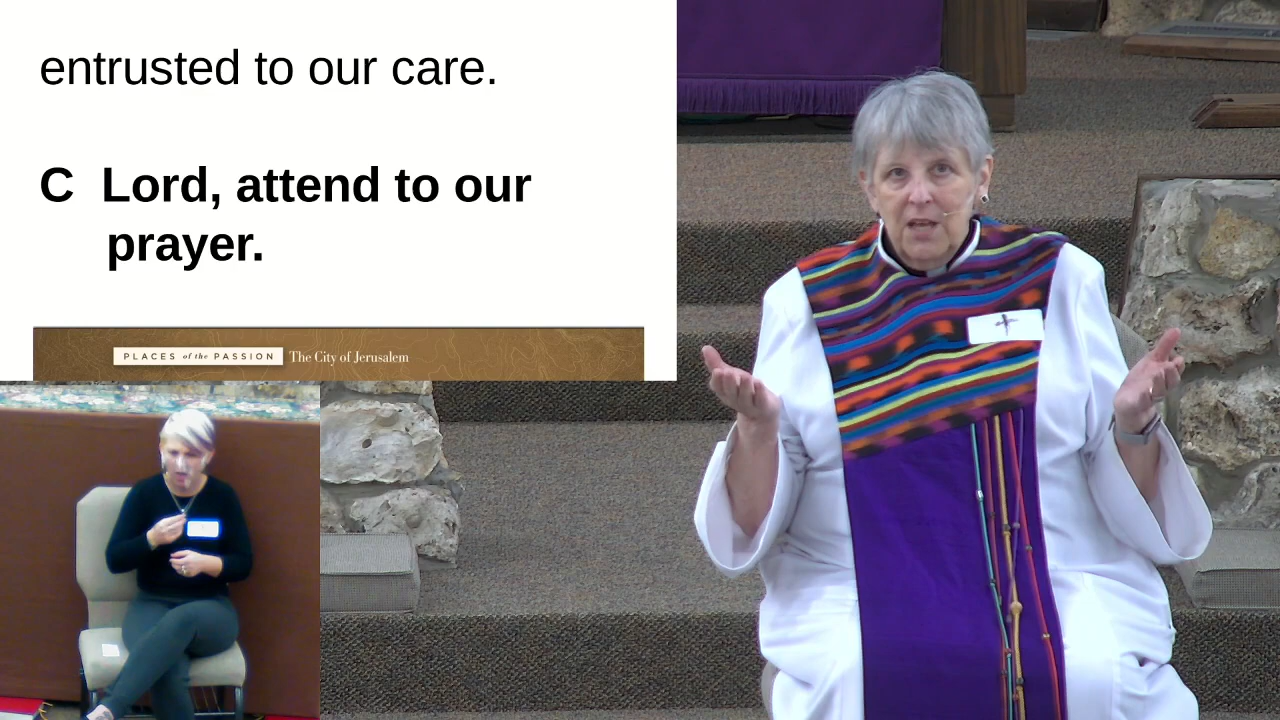 entrusted to our care.
C Lord, attend to our
prayer.
PLACES of the PASSION The City of Jerusalem